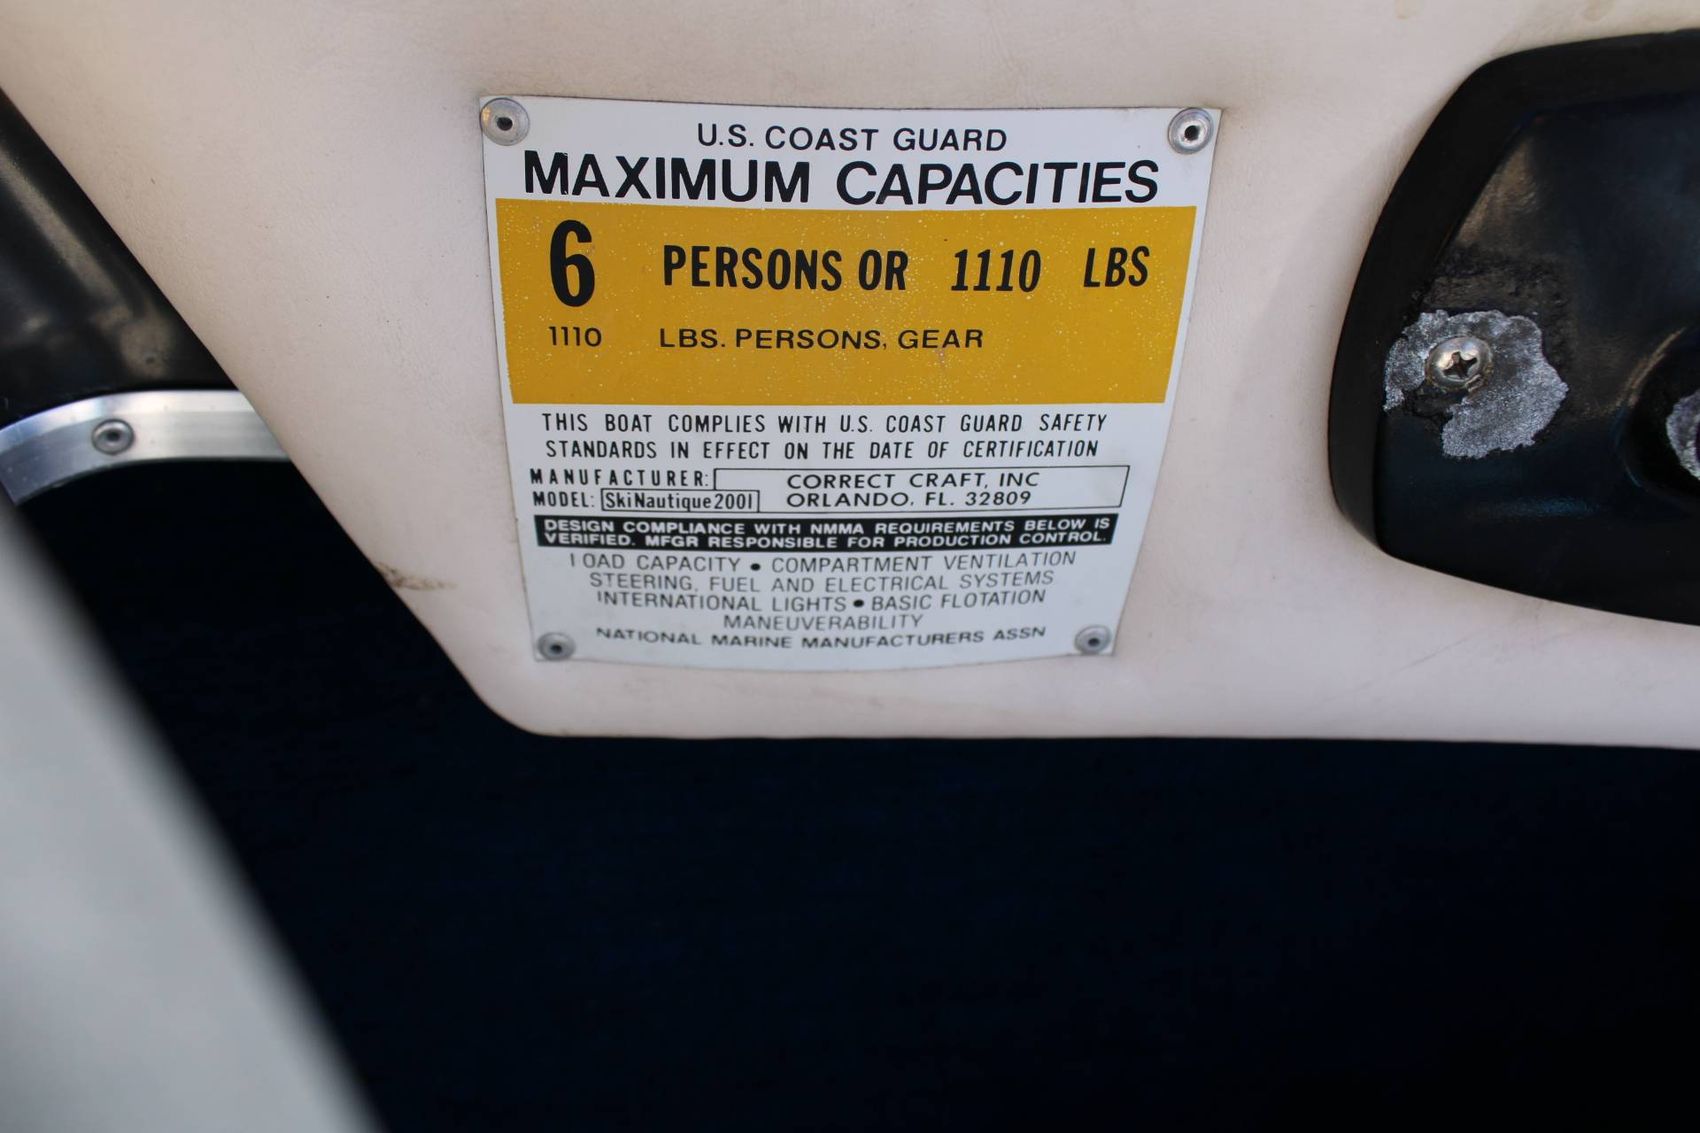 U.S. COAST GUARD
MAXIMUM CAPACITIES
6 PERSONS OR 1110 LBS
1110 LBS. PERSONS, GEAR
THIS BOAT COMPLIES WITH U.S. COAST GUARD SAFETY
STANDARDS IN EFFECT ON THE DATE OF CERTIFICATION
MANUFACTURER: CORRECT CRAFT, INC
MODEL: SkiNautique2001 ORLANDO, FL. 32809
DESIGN COMPLIANCE WITH NMMA REQUIREMENTS BELOW IS
VERIFIED. MFGR RESPONSIBLE FOR PRODUCTION CONTROL.
LOAD CAPACITY • COMPARTMENT VENTILATION
STEERING, FUEL AND ELECTRICAL SYSTEMS
INTERNATIONAL LIGHTS • BASIC FLOTATION
MANEUVERABILITY
NATIONAL MARINE MANUFACTURERS ASSN